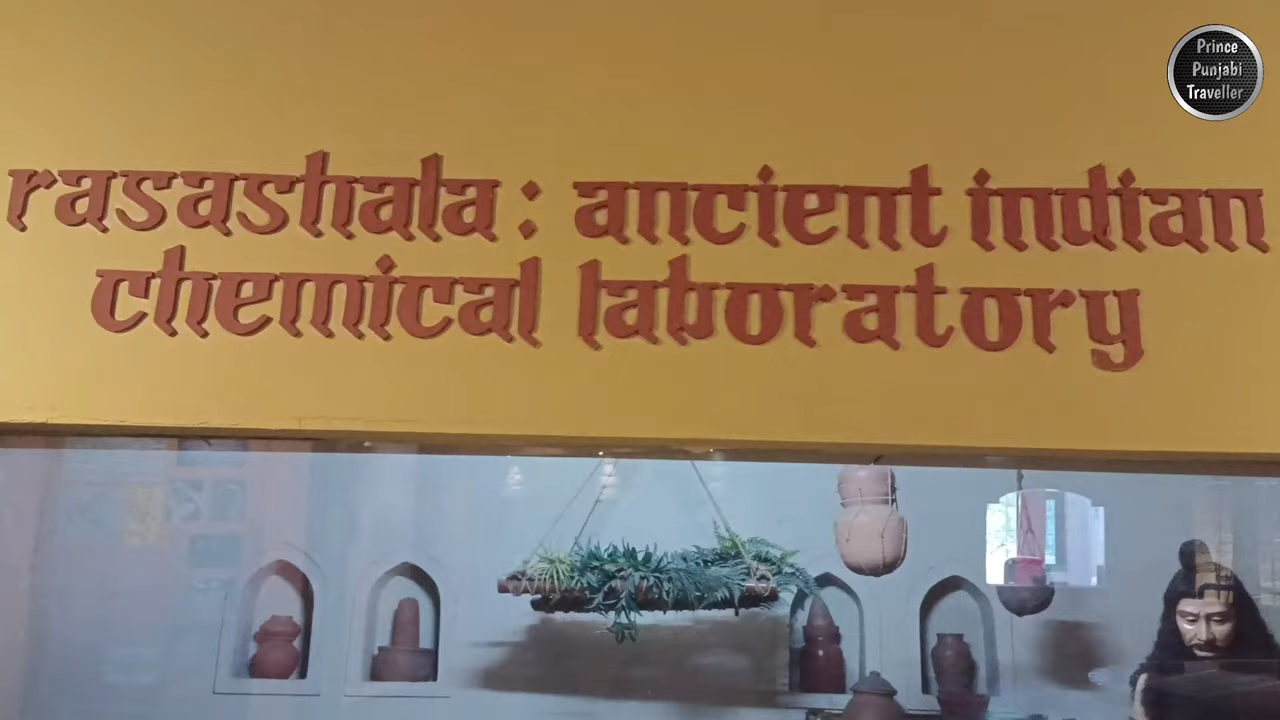 rasashala : ancient indian
chemical laboratory
Prince
Punjabi
Traveller